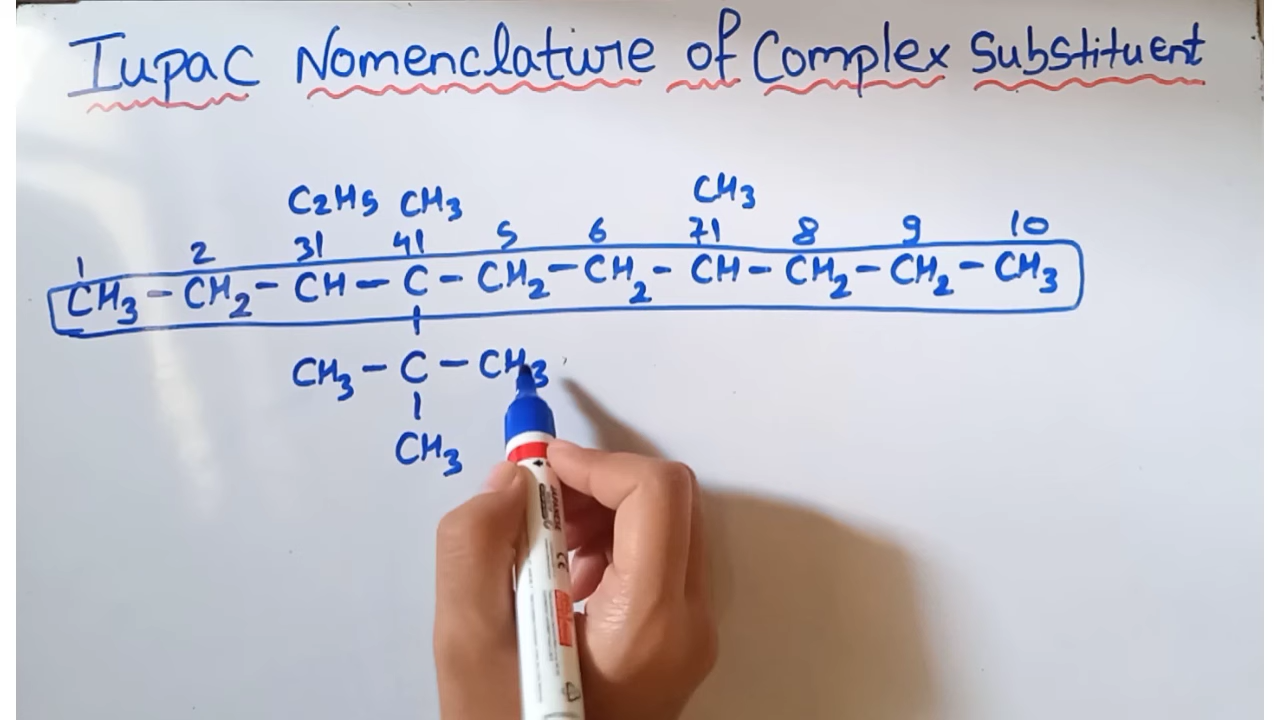 Iupac Nomenclature of Complex Substituent
C2H5 CH3 CH3
1 2 3 4 5 6 7 8 9 10
CH3 - CH2 - CH - C - CH2 - CH2 - CH - CH2 - CH2 - CH3
CH3 - C - CH3
CH3